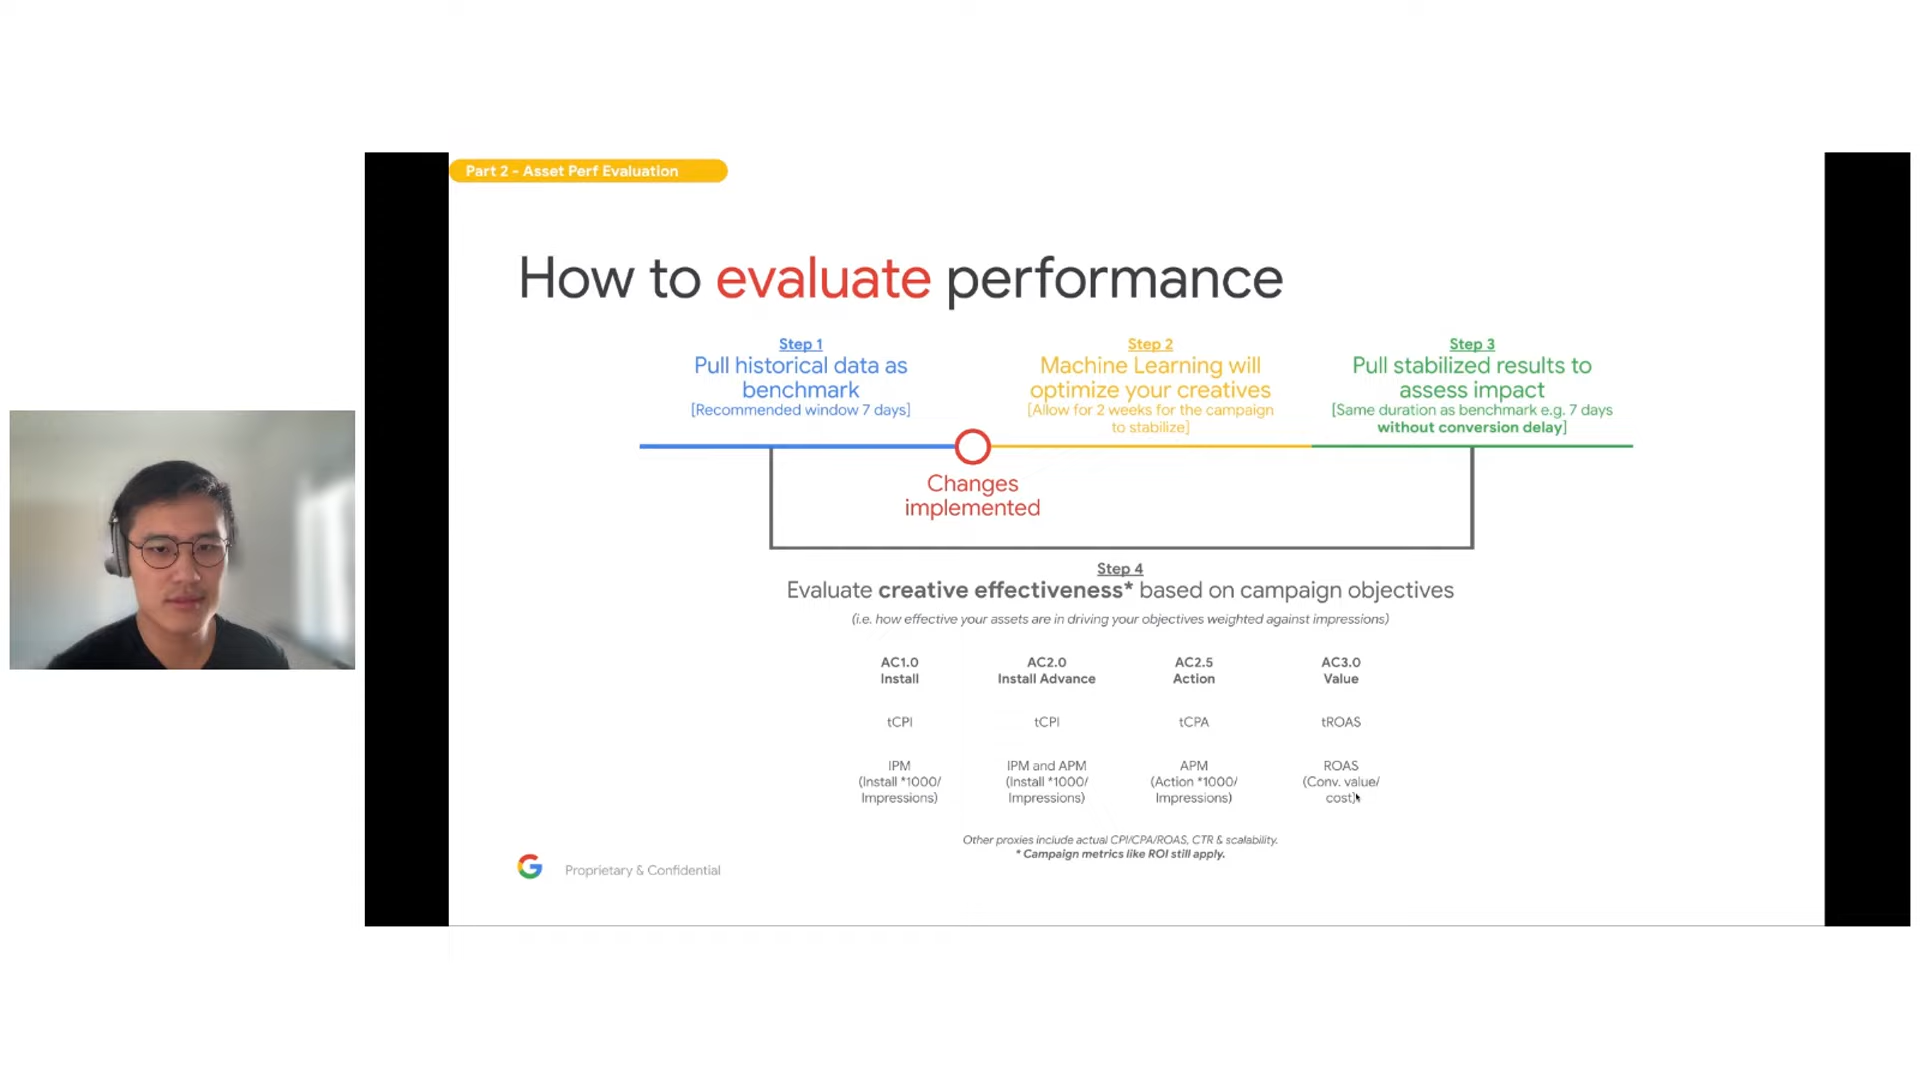 Part 2 - Asset Perf Evaluation
How to evaluate performance
Step 1
Pull historical data as
benchmark
[Recommended window 7 days]
Step 2
Machine Learning will
optimize your creatives
[Allow for 2 weeks for the campaign
to stabilize]
Step 3
Pull stabilized results to
assess impact
[Same duration as benchmark e.g. 7 days
without conversion delay]
Changes
implemented
Step 4
Evaluate creative effectiveness* based on campaign objectives
(i.e. how effective your assets are in driving your objectives weighted against impressions)
AC1.0
Install
AC2.0
Install Advance
AC2.5
Action
AC3.0
Value
tCPI
tCPI
tCPA
tROAS
IPM
(Install *1000/
Impressions)
IPM and APM
(Install *1000/
Impressions)
APM
(Action *1000/
Impressions)
ROAS
(Conv. value/
cost)
Other proxies include actual CPI/CPA/ROAS, CTR & scalability.
* Campaign metrics like ROI still apply.
G
Proprietary & Confidential